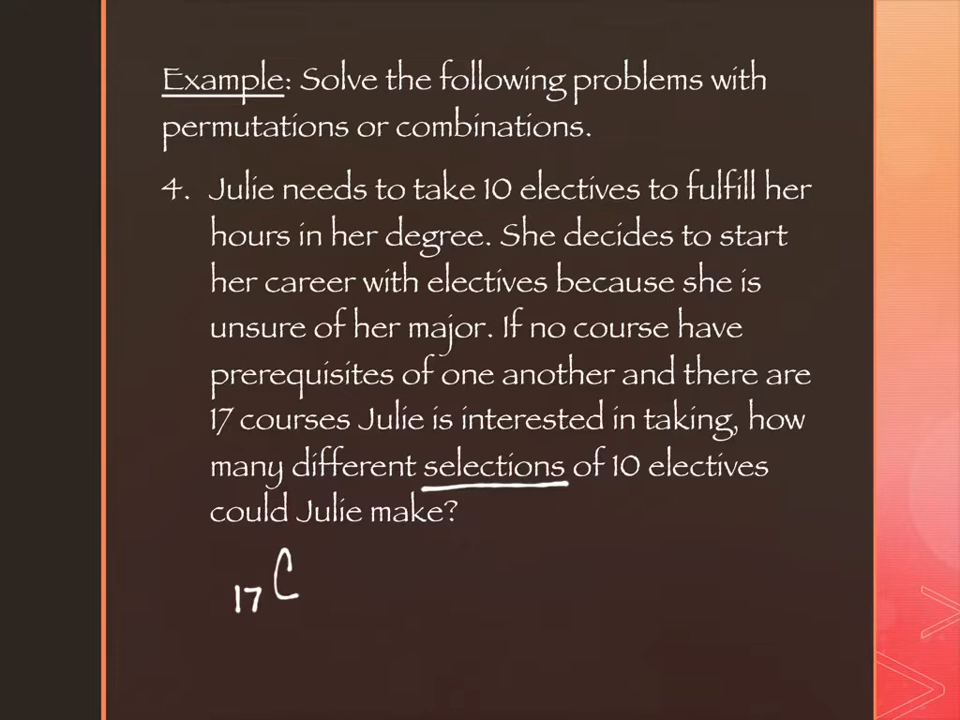 Example: Solve the following problems with
permutations or combinations.
4. Julie needs to take 10 electives to fulfill her
hours in her degree. She decides to start
her career with electives because she is
unsure of her major. If no course have
prerequisites of one another and there are
17 courses Julie is interested in taking, how
many different selections of 10 electives
could Julie make?
17 C